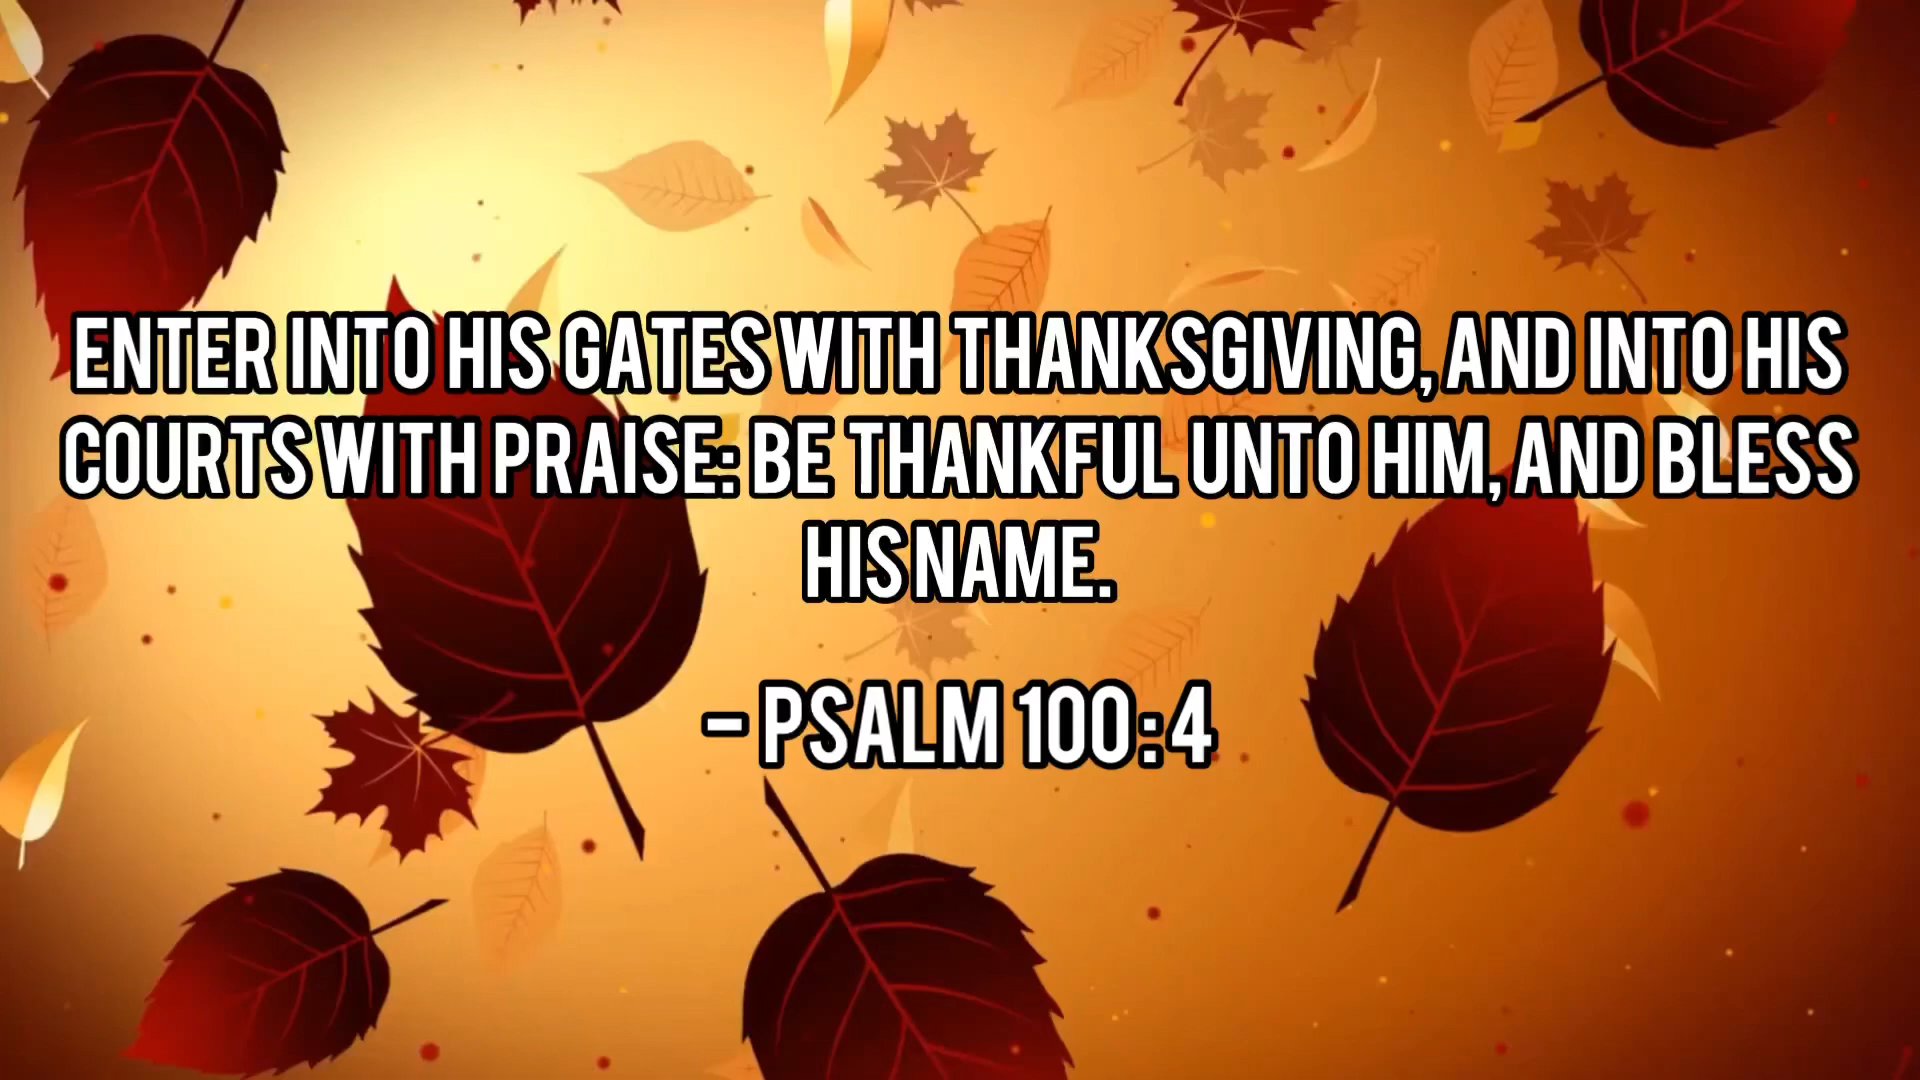 ENTER INTO HIS GATES WITH THANKSGIVING, AND INTO HIS
COURTS WITH PRAISE: BE THANKFUL UNTO HIM, AND BLESS
HIS NAME.
- PSALM 100:4